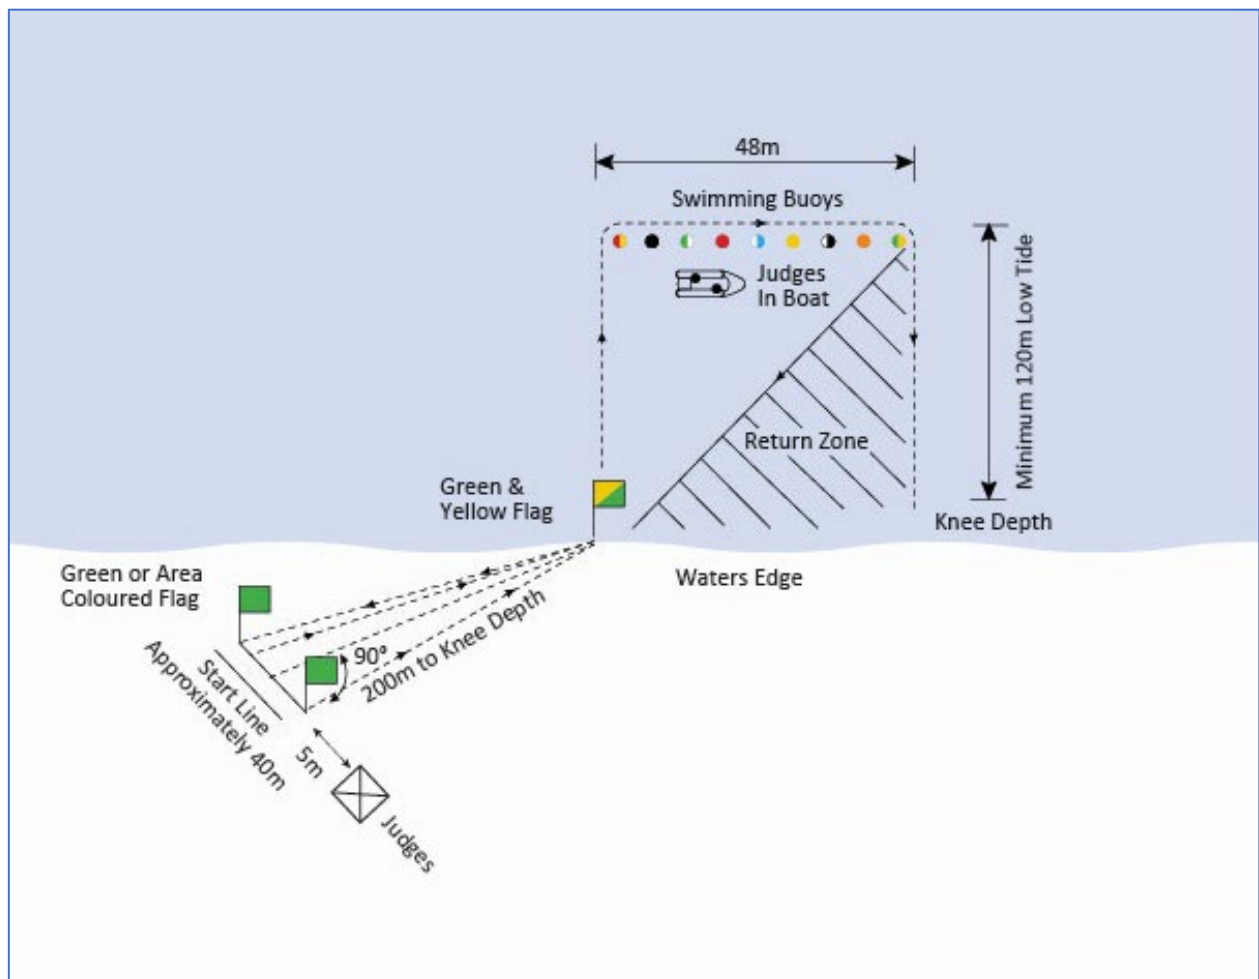 48m
Swimming Buoys
Judges
In Boat
Minimum 120m Low Tide
Return Zone
Green &
Yellow Flag
Knee Depth
Green or Area
Coloured Flag
Waters Edge
90°
200m to Knee Depth
Start Line
Approximately 40m
5m
Judges